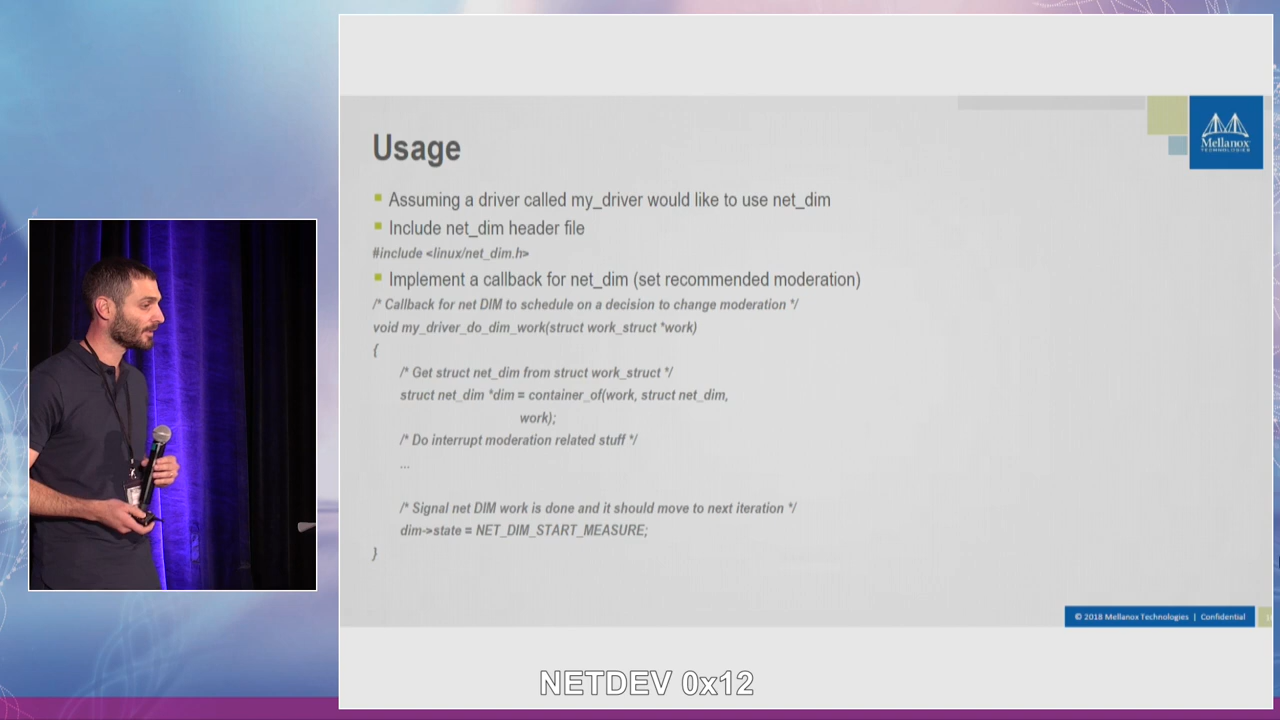 Usage
Assuming a driver called my_driver would like to use net_dim
Include net_dim header file
#include <linux/net_dim.h>
Implement a callback for net_dim (set recommended moderation)
/* Callback for net DIM to schedule on a decision to change moderation */
void my_driver_do_dim_work(struct work_struct *work)
{
/* Get struct net_dim from struct work_struct */
struct net_dim *dim = container_of(work, struct net_dim,
work);
/* Do interrupt moderation related stuff */
...
/* Signal net DIM work is done and it should move to next iteration */
dim->state = NET_DIM_START_MEASURE;
}
Mellanox
TECHNOLOGIES
© 2018 Mellanox Technologies | Confidential
NETDEV 0x12